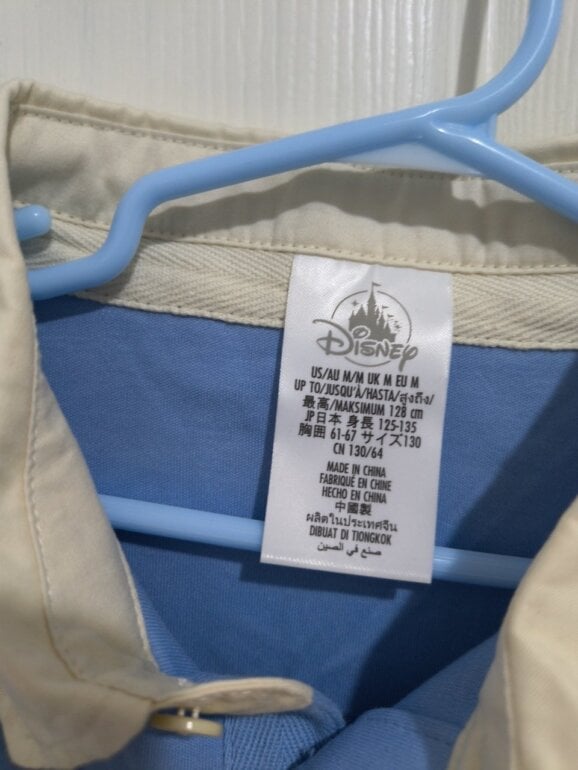 Disney
US/AU M/M UK M EU M
UP TO/JUSQU'À/HASTA/สูงถึง/
最高/MAKSIMUM 128 cm
JP日本 身長 125-135
胸囲 61-67 サイズ130
CN 130/64
MADE IN CHINA
FABRIQUÉ EN CHINE
HECHO EN CHINA
中國製
ผลิตในประเทศจีน
DIBUAT DI TIONGKOK
صنع في الصين